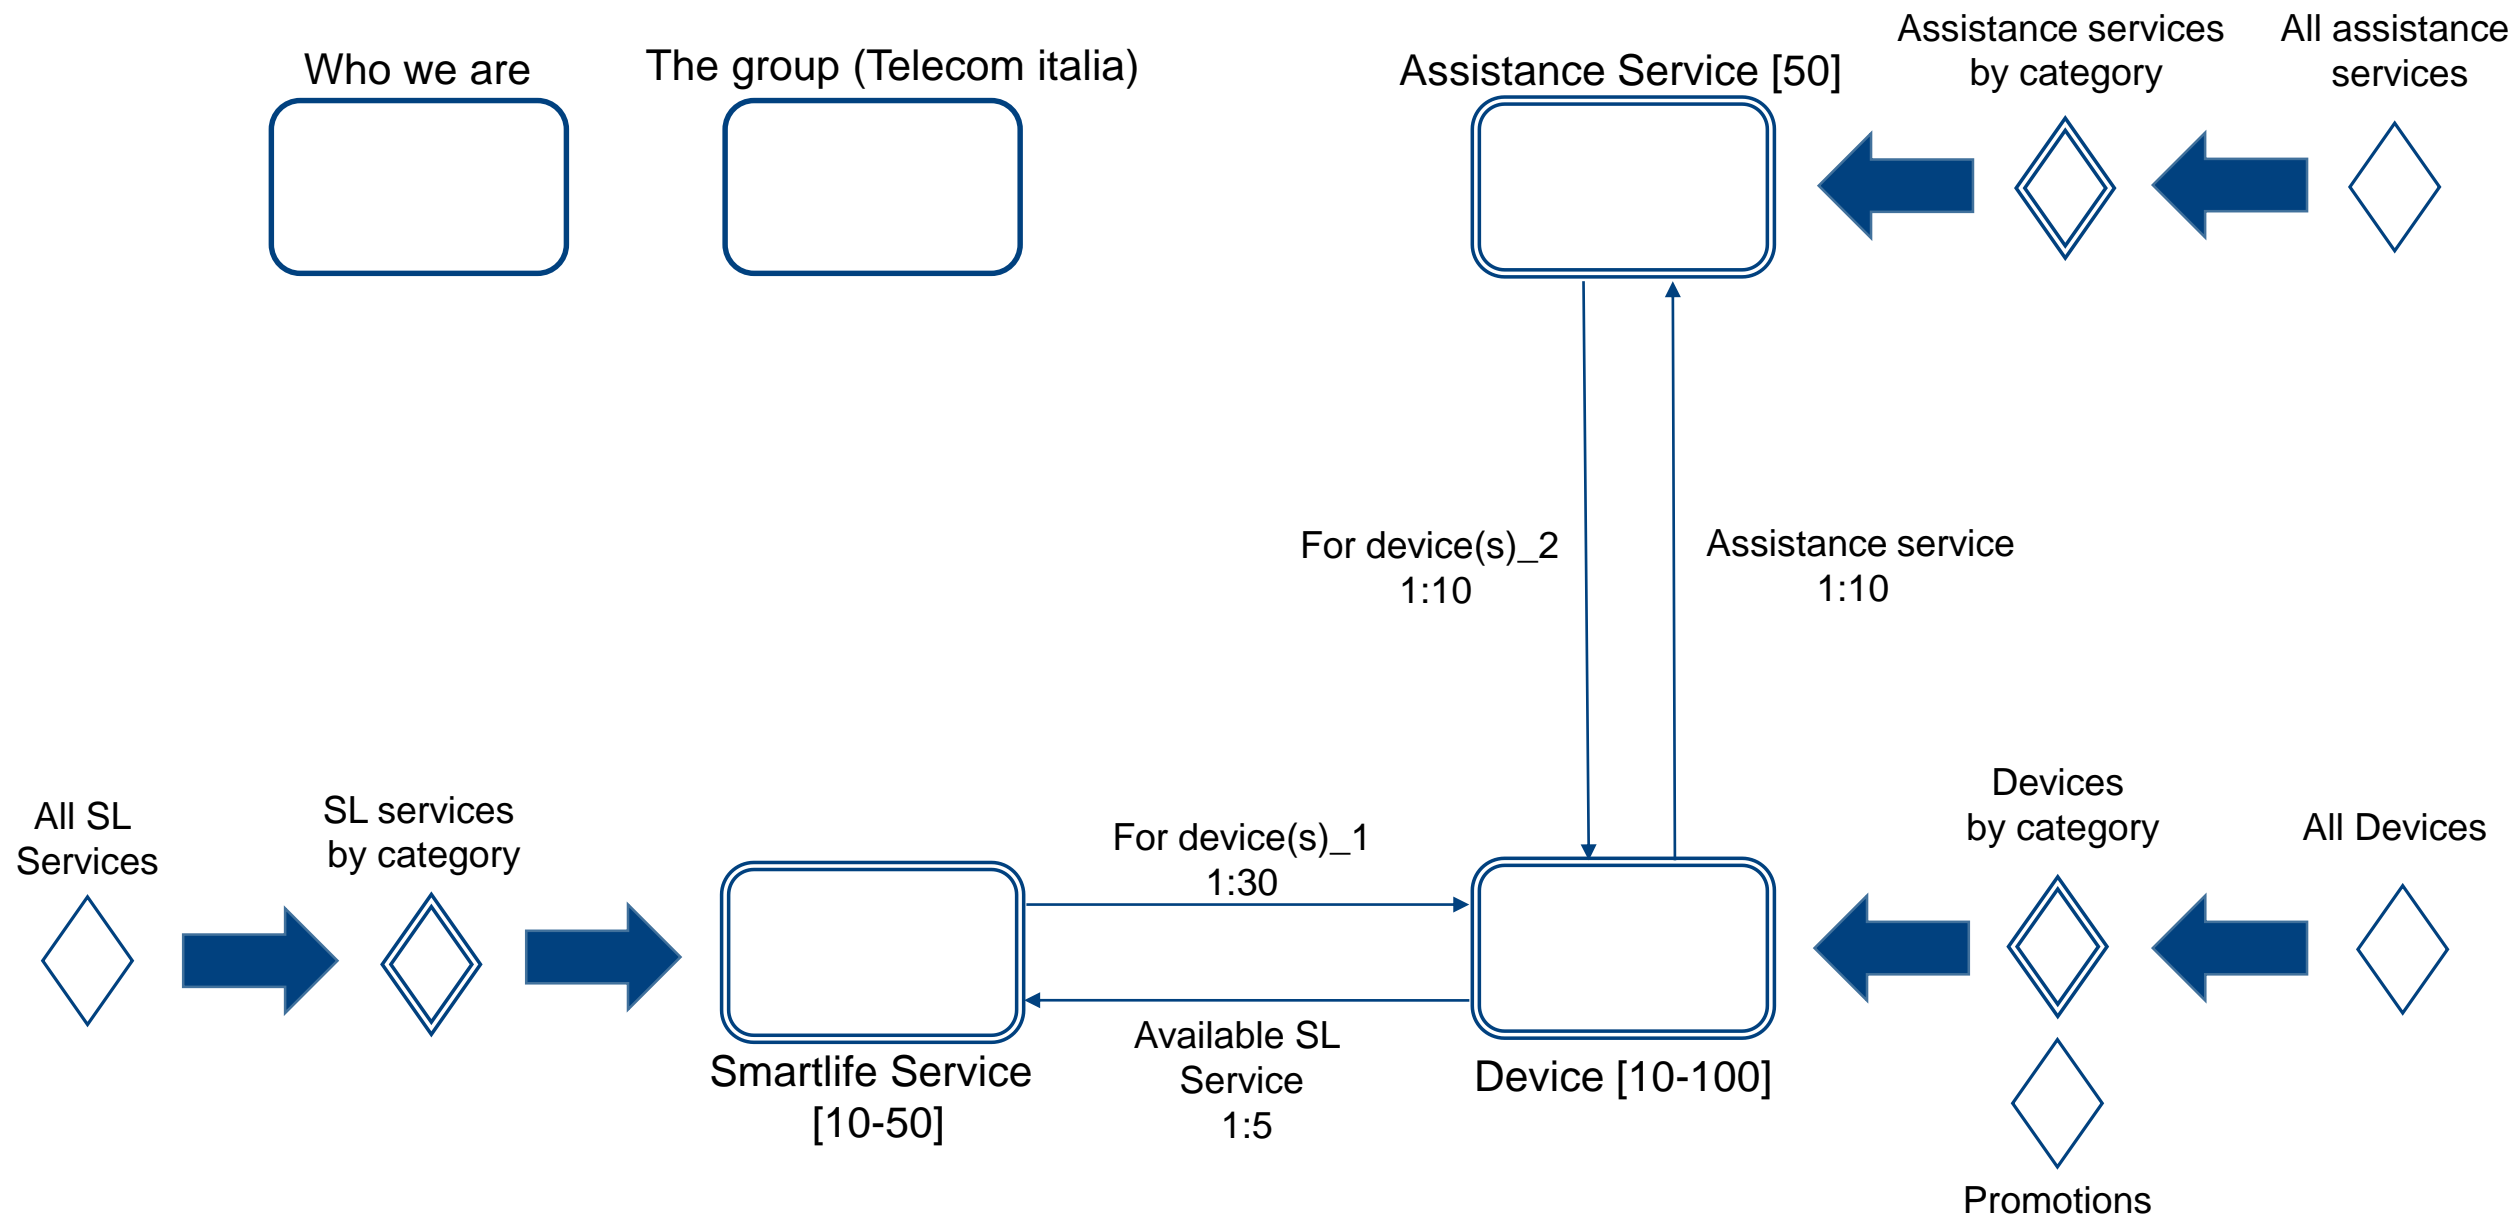 Who we are
The group (Telecom italia)
Assistance Service [50]
Assistance services
by category
All assistance
services
For device(s)_2
1:10
Assistance service
1:10
All SL
Services
SL services
by category
For device(s)_1
1:30
Devices
by category
All Devices
Smartlife Service
[10-50]
Available SL
Service
1:5
Device [10-100]
Promotions